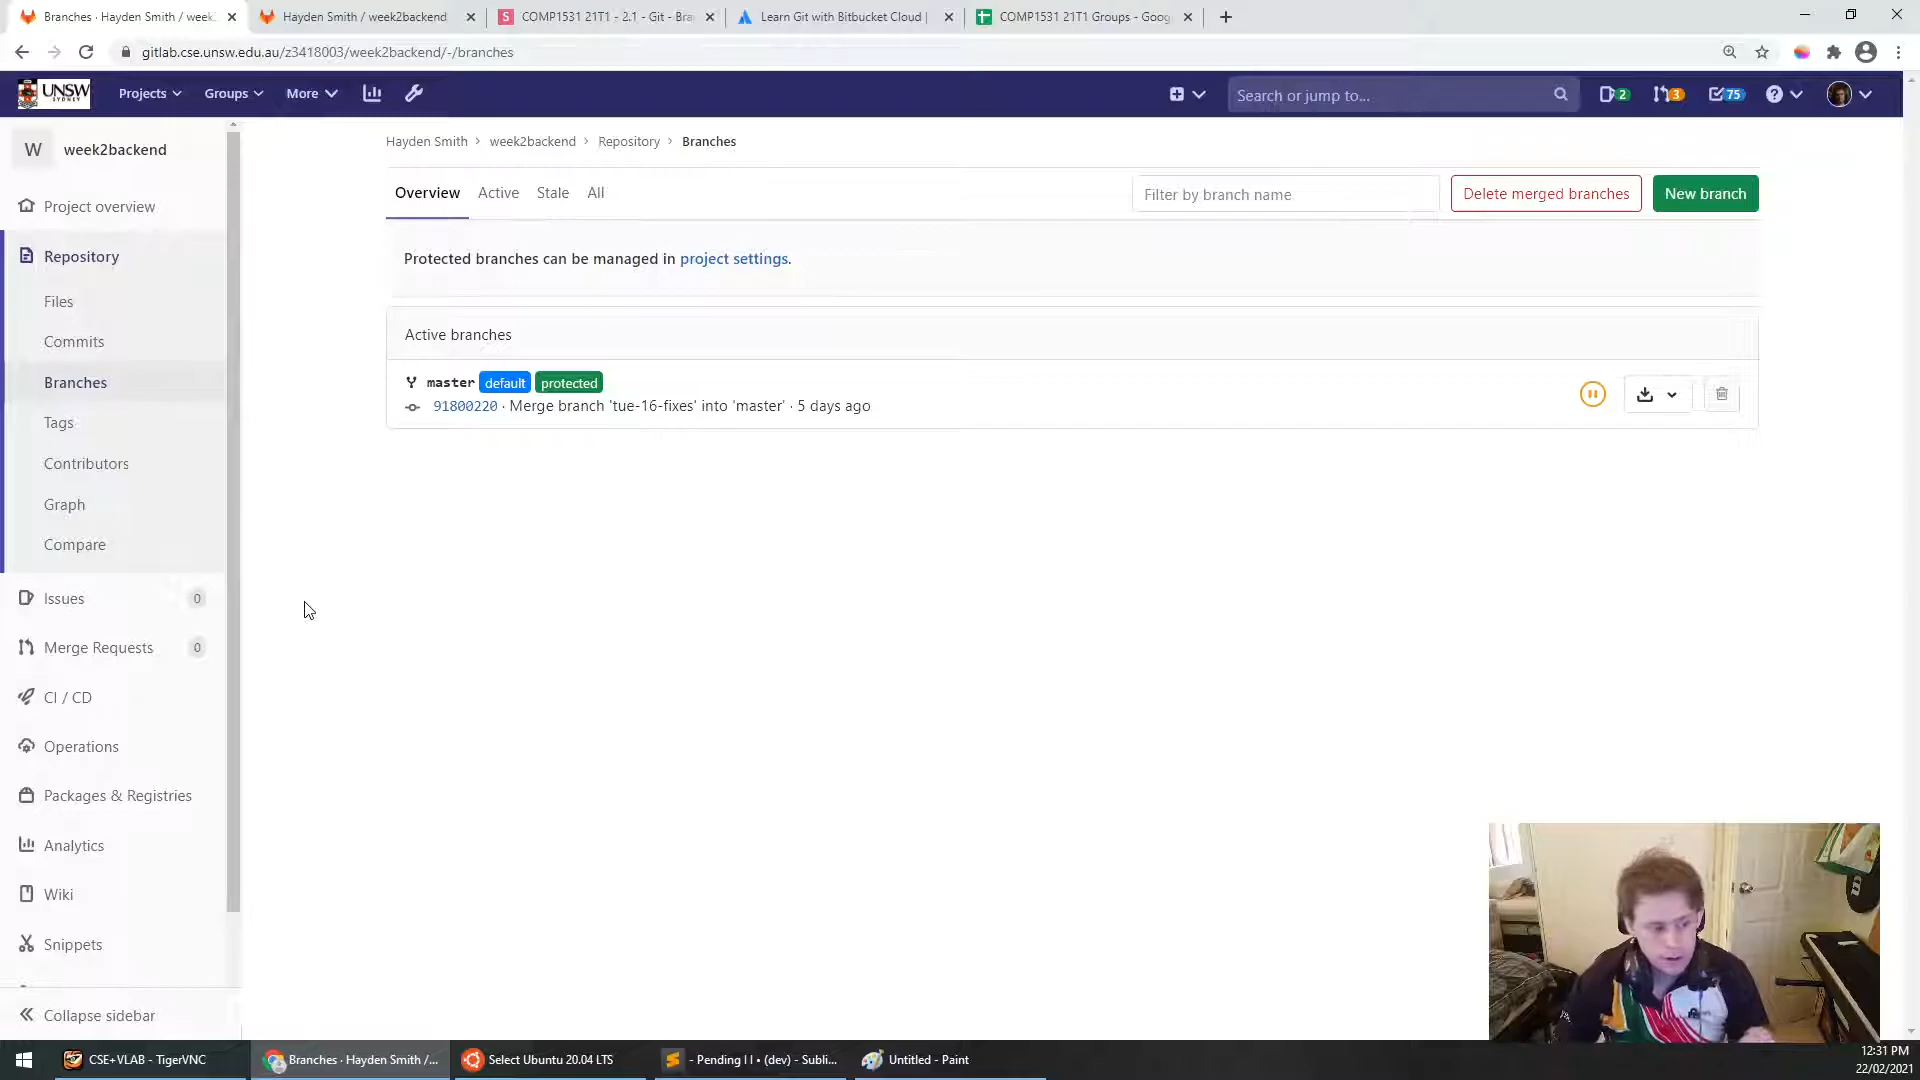 Branches · Hayden Smith / week
Hayden Smith / week2backend
COMP1531 21T1 - 2.1 - Git - Bra
Learn Git with Bitbucket Cloud |
COMP1531 21T1 Groups - Goog
gitlab.cse.unsw.edu.au/z3418003/week2backend/-/branches
UNSW
SYDNEY
Projects
Groups
More
Search or jump to...
2
3
75
W
week2backend
Project overview
Repository
Files
Commits
Branches
Tags
Contributors
Graph
Compare
Issues
0
Merge Requests
0
CI / CD
Operations
Packages & Registries
Analytics
Wiki
Snippets
Collapse sidebar
Hayden Smith > week2backend > Repository > Branches
Overview
Active
Stale
All
Filter by branch name
Delete merged branches
New branch
Protected branches can be managed in project settings.
Active branches
master default protected
91800220 · Merge branch 'tue-16-fixes' into 'master' · 5 days ago
CSE+VLAB - TigerVNC
Branches · Hayden Smith /...
Select Ubuntu 20.04 LTS
- Pending I I • (dev) - Subli...
Untitled - Paint
12:31 PM
22/02/2021